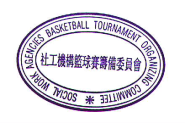 SOCIAL WORK AGENCIES BASKETBALL TOURNAMENT ORGANIZING COMMITTEE
社工機構籃球賽籌備委員會